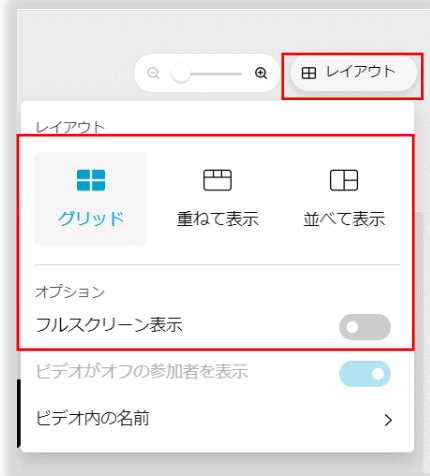 レイアウト
レイアウト
グリッド 重ねて表示 並べて表示
オプション
フルスクリーン表示
ビデオがオフの参加者を表示
ビデオ内の名前